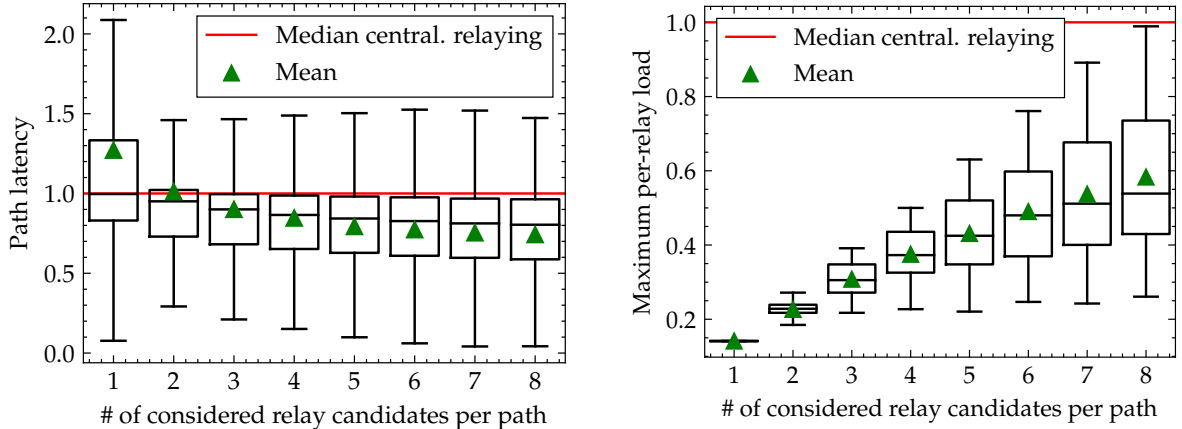 Path latency
2.0
1.5
1.0
0.5
0.0
Median central. relaying
Mean
1 2 3 4 5 6 7 8
# of considered relay candidates per path
Maximum per-relay load
1.0
0.8
0.6
0.4
0.2
Median central. relaying
Mean
1 2 3 4 5 6 7 8
# of considered relay candidates per path